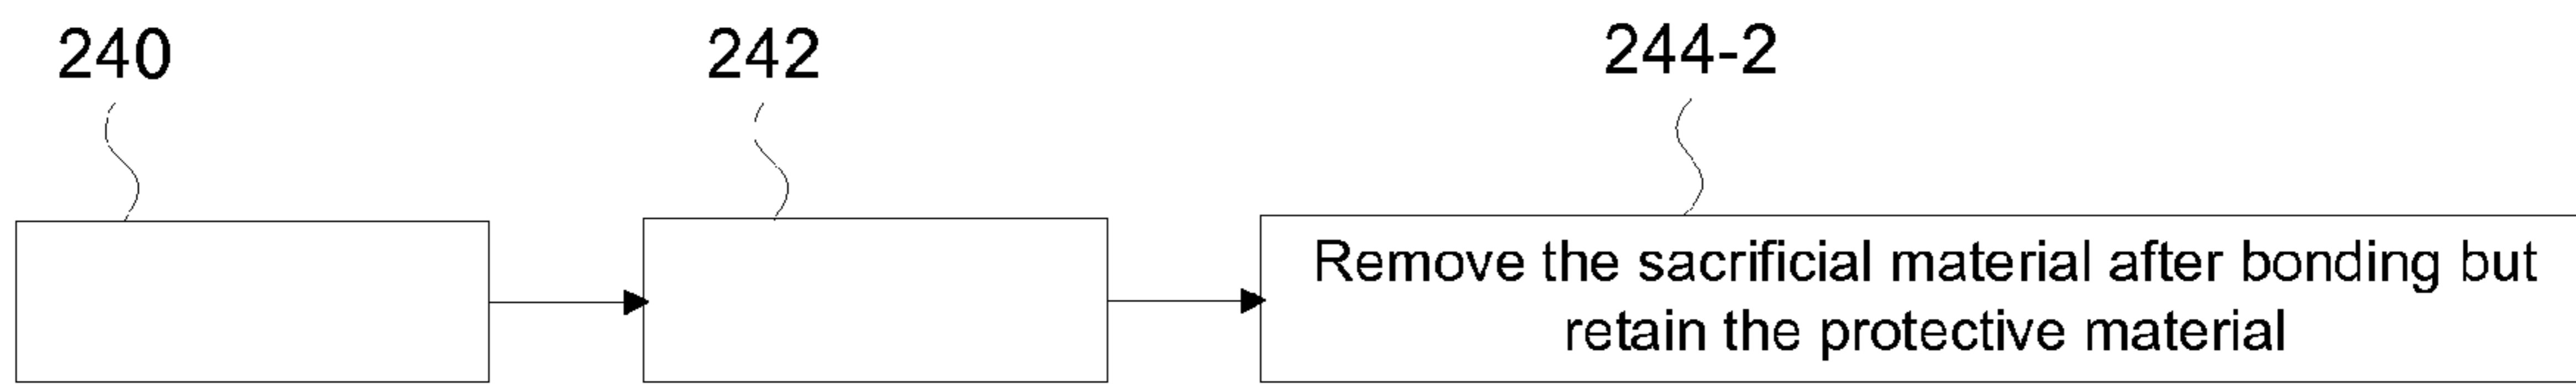 240
242
244-2
Remove the sacrificial material after bonding but
retain the protective material